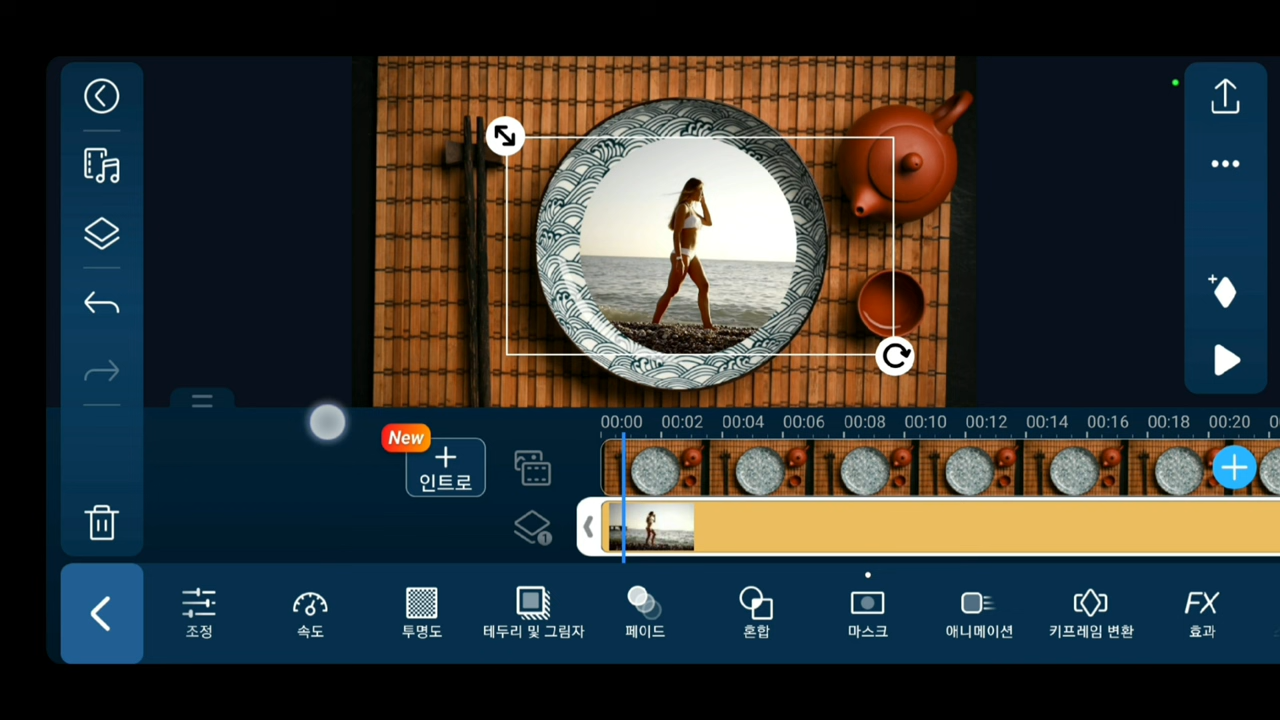 00:00 00:02 00:04 00:06 00:08 00:10 00:12 00:14 00:16 00:18 00:20
New
인트로
1
조정 속도 투명도 테두리 및 그림자 페이드 혼합 마스크 애니메이션 키프레임 변환 FX 효과